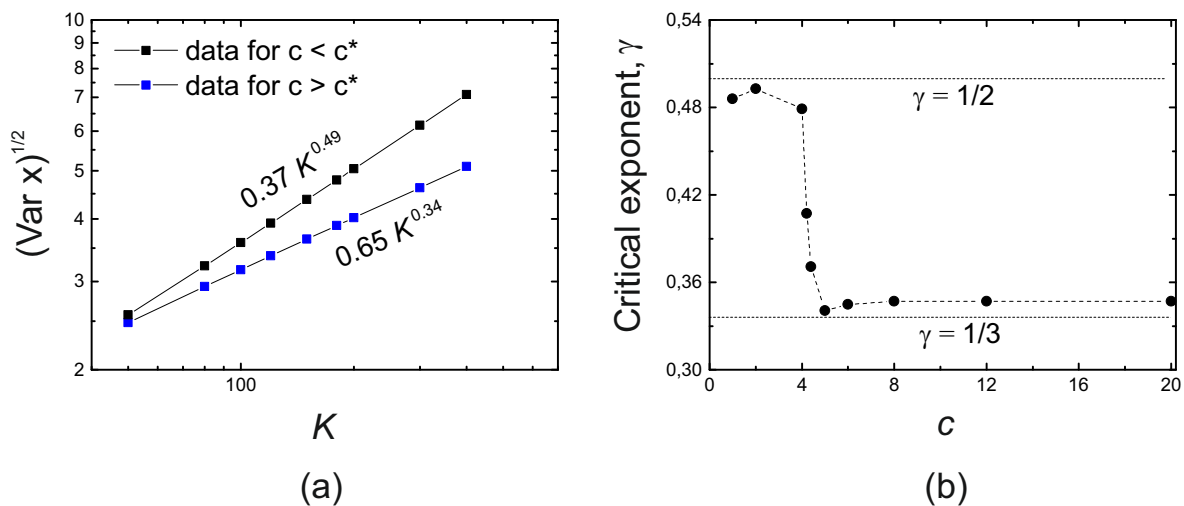 10
9
8
7
6
5
4
3
2
(Var x)^{1/2}
data for c < c*
data for c > c*
0.37 K^{0.49}
0.65 K^{0.34}
100
K
(a)
0,54
0,48
0,42
0,36
0,30
Critical exponent, γ
γ = 1/2
γ = 1/3
0 4 8 12 16 20
c
(b)